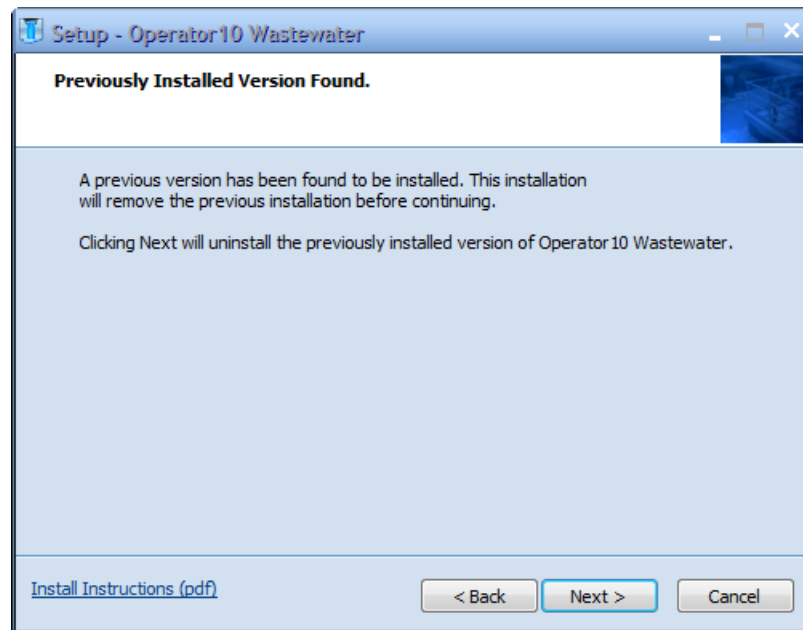 Setup - Operator10 Wastewater
Previously Installed Version Found.
A previous version has been found to be installed. This installation
will remove the previous installation before continuing.
Clicking Next will uninstall the previously installed version of Operator10 Wastewater.
Install Instructions (pdf)
< Back
Next >
Cancel